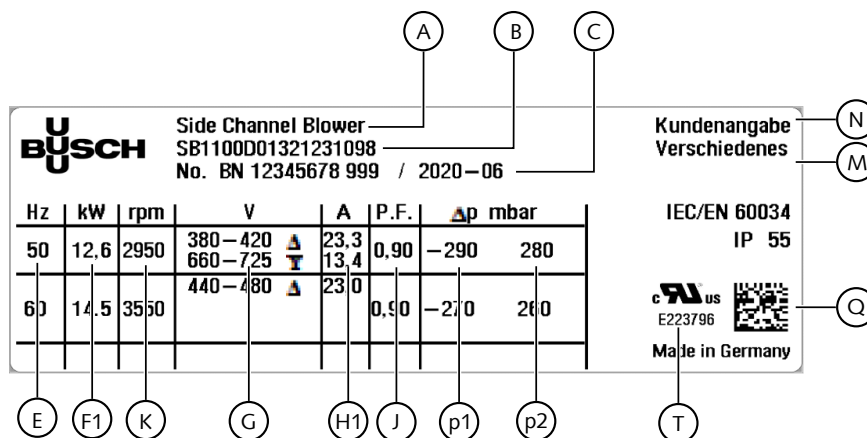 A B C
BUSCH
Side Channel Blower
SB1100D01321231098
No. BN 12345678 999 / 2020-06
Kundenangabe N
Verschiedenes M
Hz kW rpm V A P.F. Δp mbar
50 12,6 2950 380-420 Δ 23,3 0,90 -290 280
660-725 Y 13,4
60 14.5 3550 440-480 Δ 23,0 0,90 -270 260
IEC/EN 60034
IP 55
c RU us
E223796
Made in Germany
Q
E F1 K G H1 J p1 p2 T